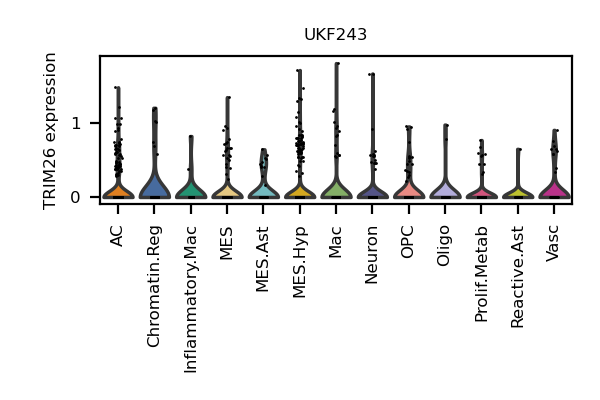 UKF243
TRIM26 expression
1
0
AC
Chromatin.Reg
Inflammatory.Mac
MES
MES.Ast
MES.Hyp
Mac
Neuron
OPC
Oligo
Prolif.Metab
Reactive.Ast
Vasc